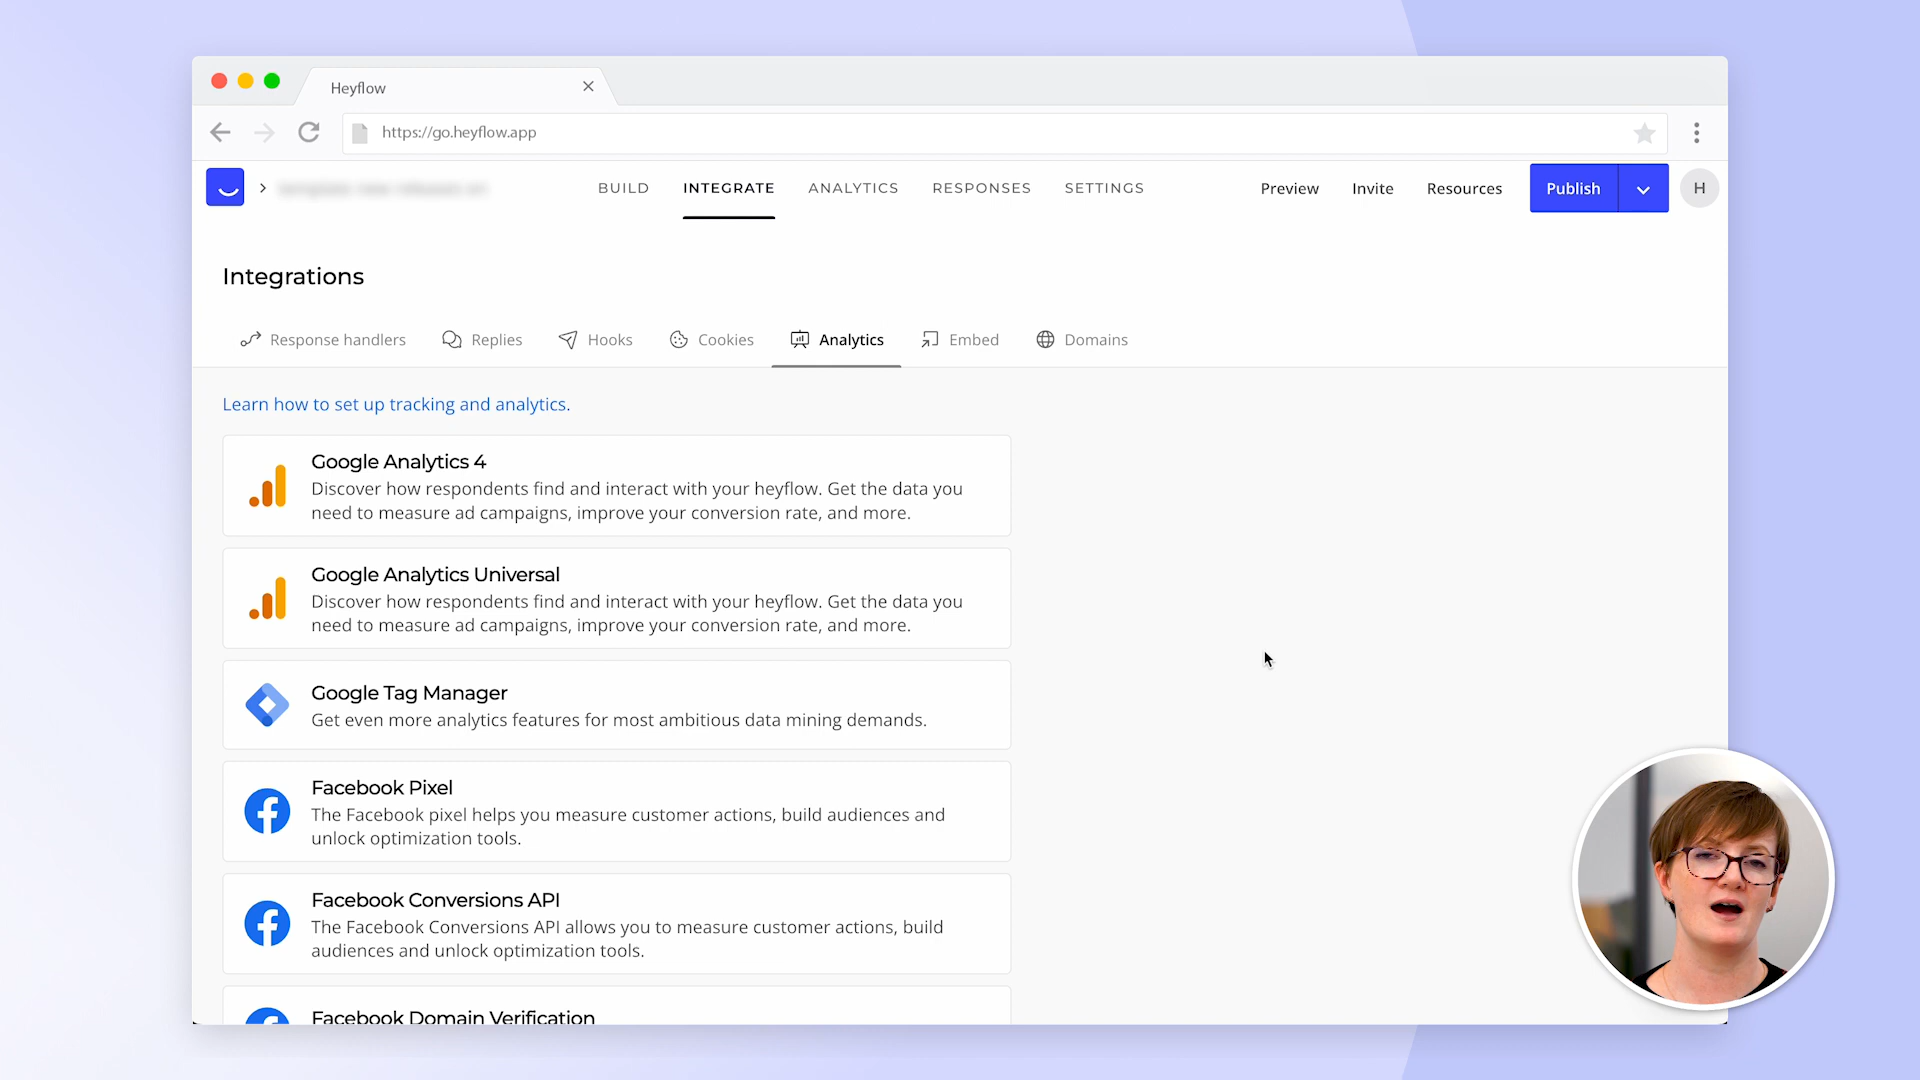 Heyflow
https://go.heyflow.app
BUILD
INTEGRATE
ANALYTICS
RESPONSES
SETTINGS
Preview
Invite
Resources
Publish
H
Integrations
Response handlers
Replies
Hooks
Cookies
Analytics
Embed
Domains
Learn how to set up tracking and analytics.
Google Analytics 4
Discover how respondents find and interact with your heyflow. Get the data you
need to measure ad campaigns, improve your conversion rate, and more.
Google Analytics Universal
Discover how respondents find and interact with your heyflow. Get the data you
need to measure ad campaigns, improve your conversion rate, and more.
Google Tag Manager
Get even more analytics features for most ambitious data mining demands.
Facebook Pixel
The Facebook pixel helps you measure customer actions, build audiences and
unlock optimization tools.
Facebook Conversions API
The Facebook Conversions API allows you to measure customer actions, build
audiences and unlock optimization tools.
Facebook Domain Verification